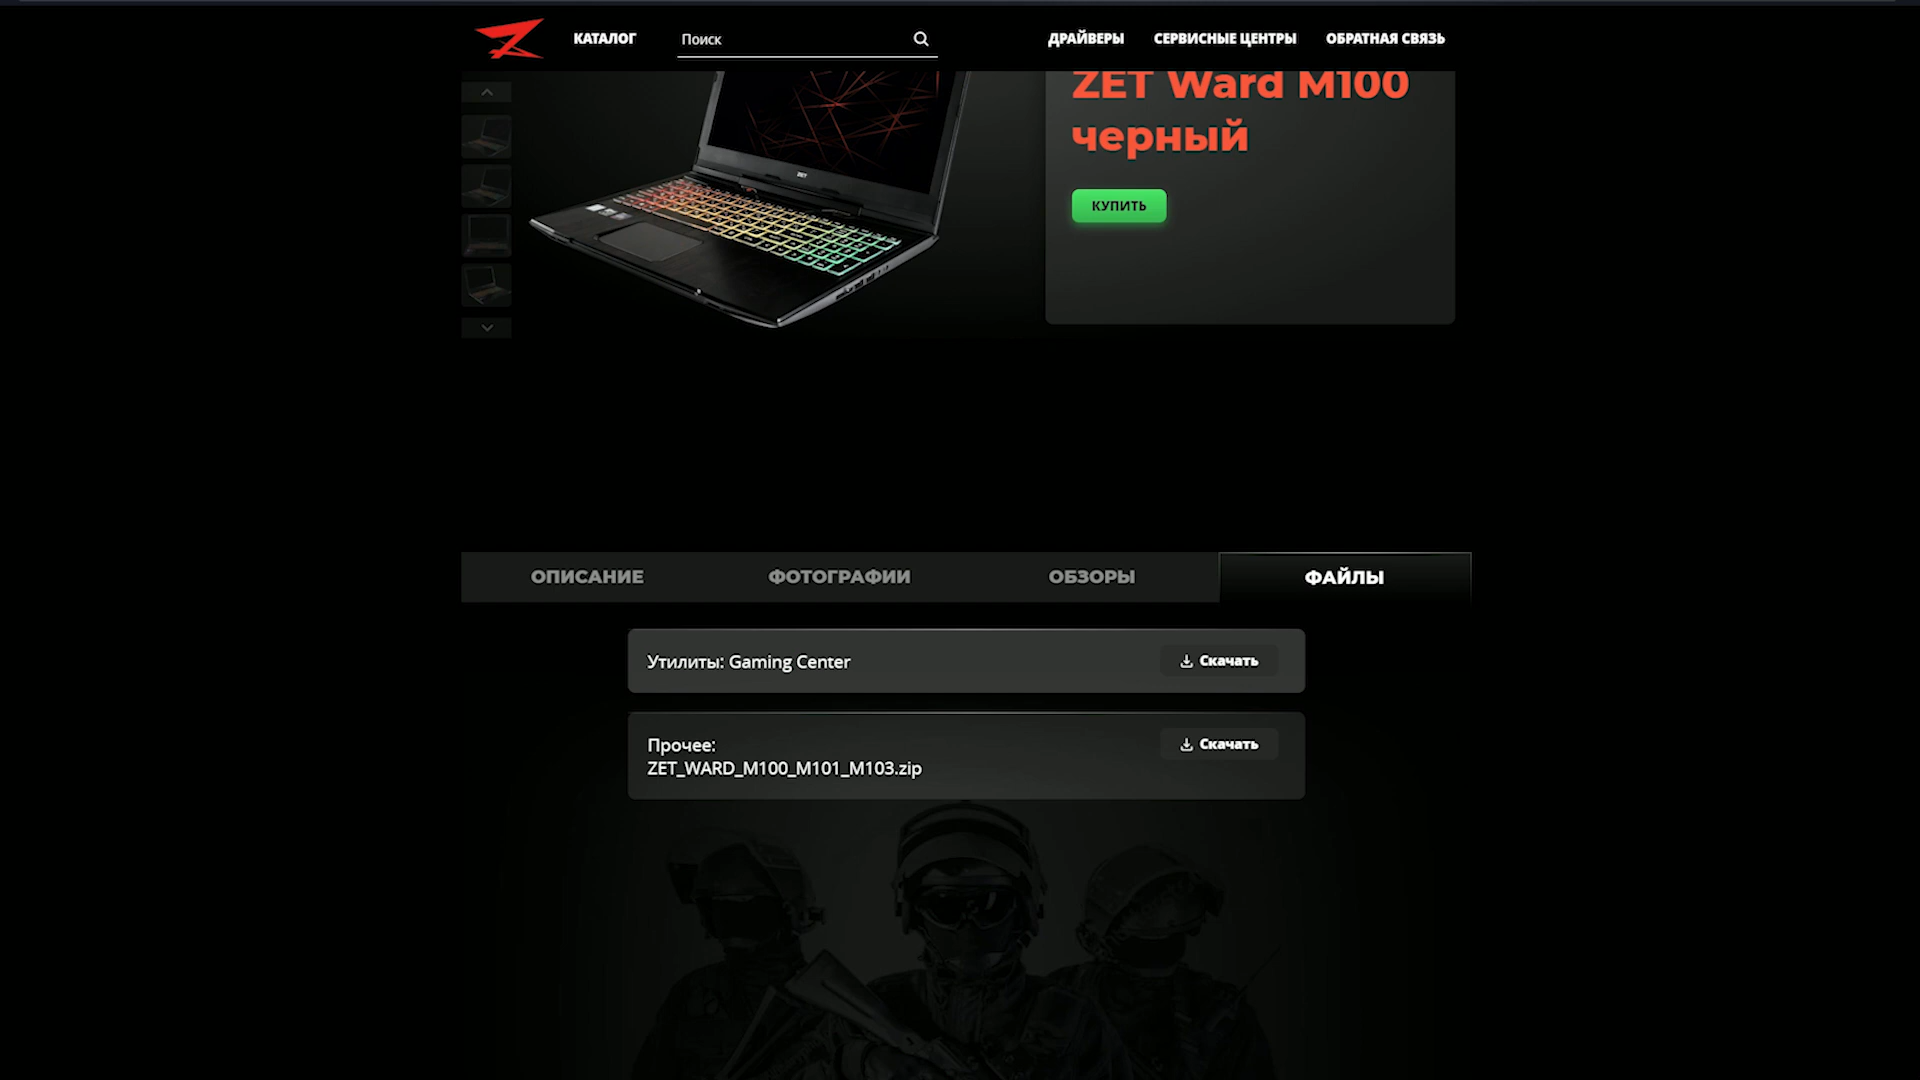 КАТАЛОГ
Поиск
ДРАЙВЕРЫ
СЕРВИСНЫЕ ЦЕНТРЫ
ОБРАТНАЯ СВЯЗЬ
ZET Ward M100
черный
КУПИТЬ
ZET
ОПИСАНИЕ
ФОТОГРАФИИ
ОБЗОРЫ
ФАЙЛЫ
Утилиты: Gaming Center
Скачать
Прочее:
ZET_WARD_M100_M101_M103.zip
Скачать